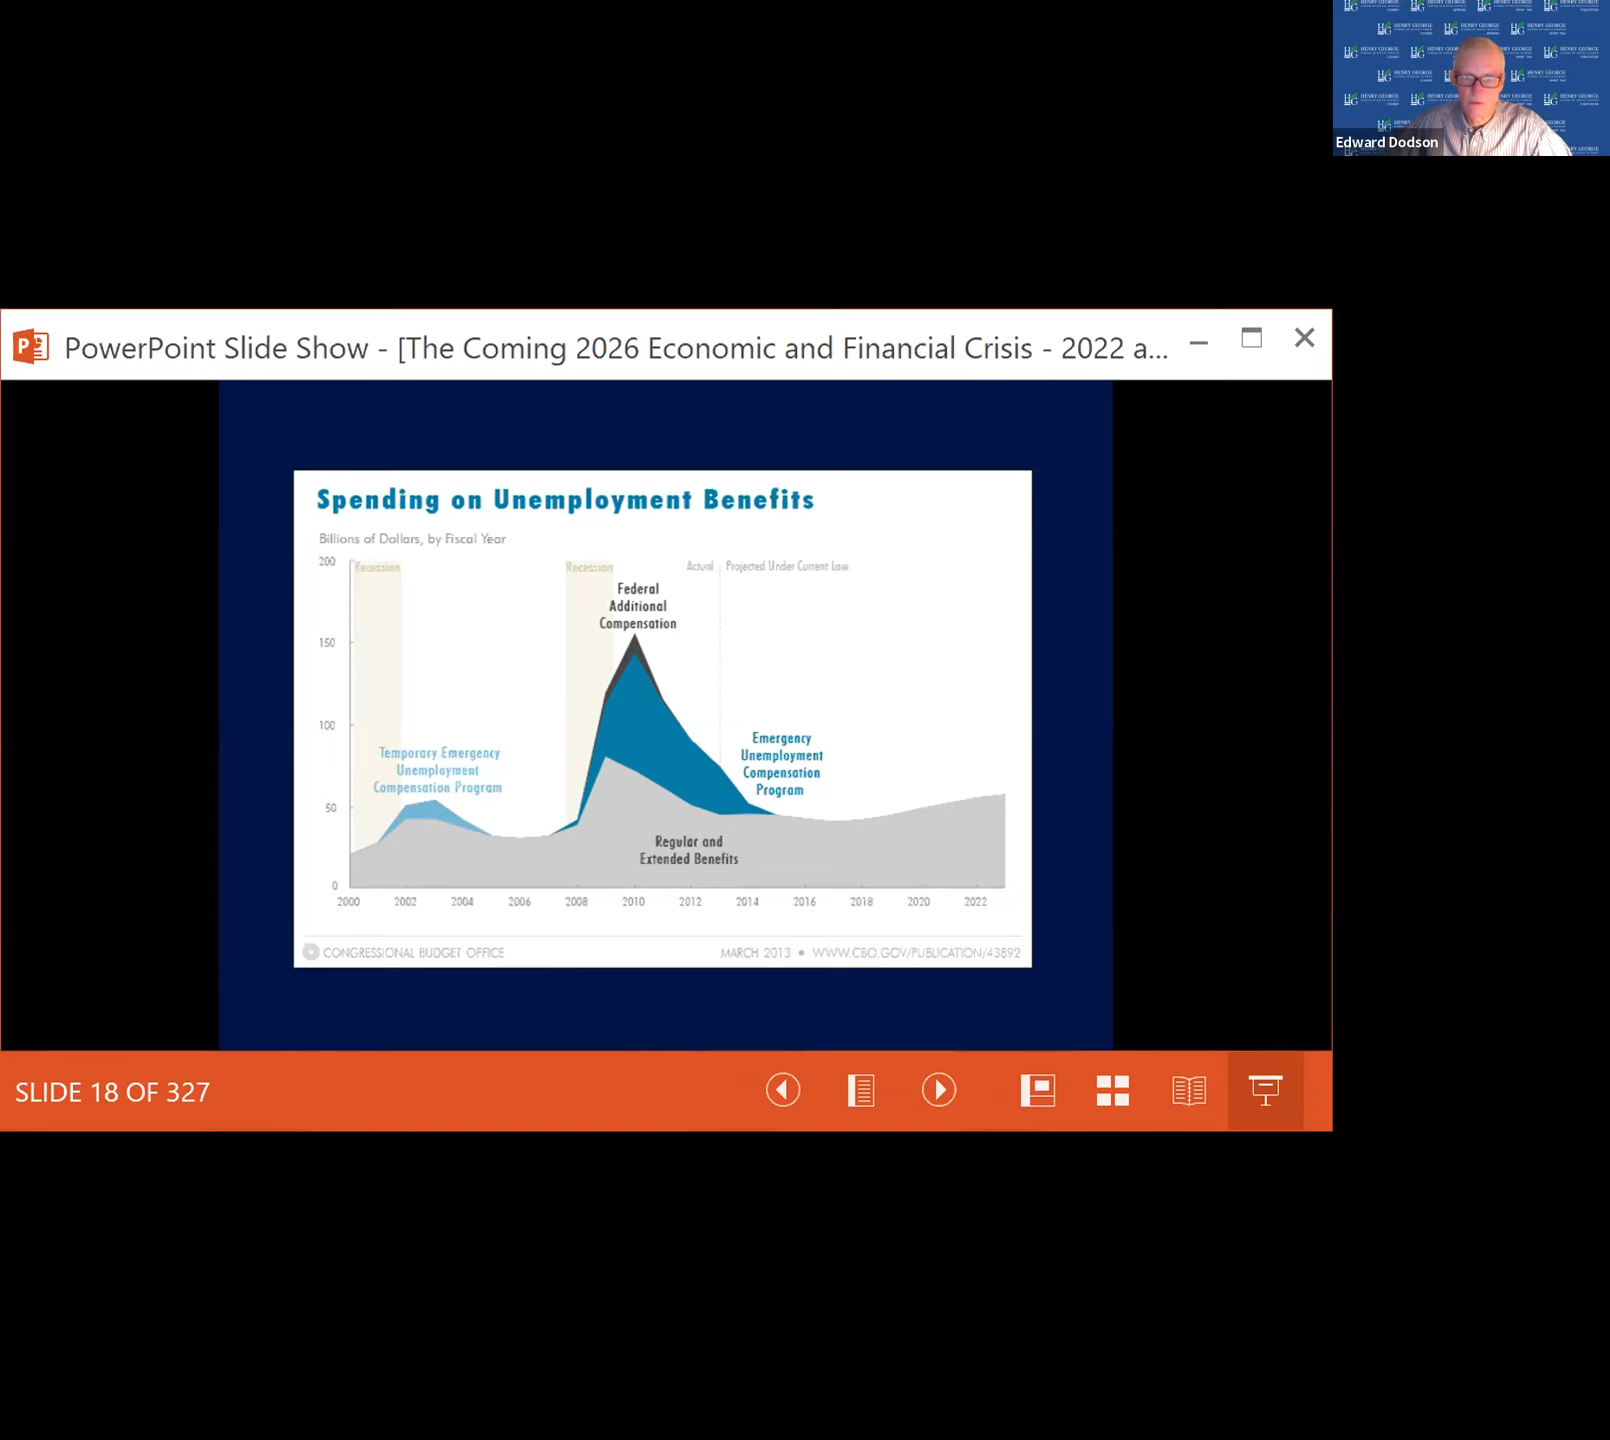 HENRY GEORGE
Edward Dodson
PowerPoint Slide Show - [The Coming 2026 Economic and Financial Crisis - 2022 a...
Spending on Unemployment Benefits
Billions of Dollars, by Fiscal Year
200
Recession
Recession
Actual
Projected Under Current Law
Federal
Additional
Compensation
150
100
Temporary Emergency
Unemployment
Compensation Program
Emergency
Unemployment
Compensation
Program
50
Regular and
Extended Benefits
0
2000 2002 2004 2006 2008 2010 2012 2014 2016 2018 2020 2022
CONGRESSIONAL BUDGET OFFICE
MARCH 2013 • WWW.CBO.GOV/PUBLICATION/43892
SLIDE 18 OF 327